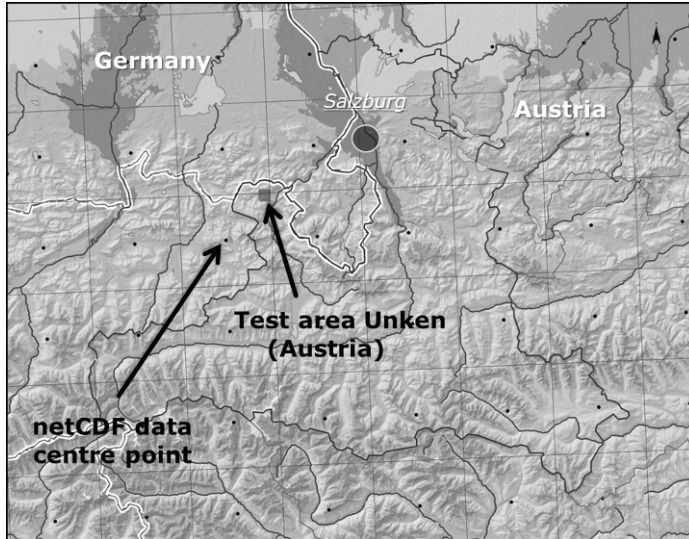 Germany
Salzburg
Austria
Test area Unken
(Austria)
netCDF data
centre point